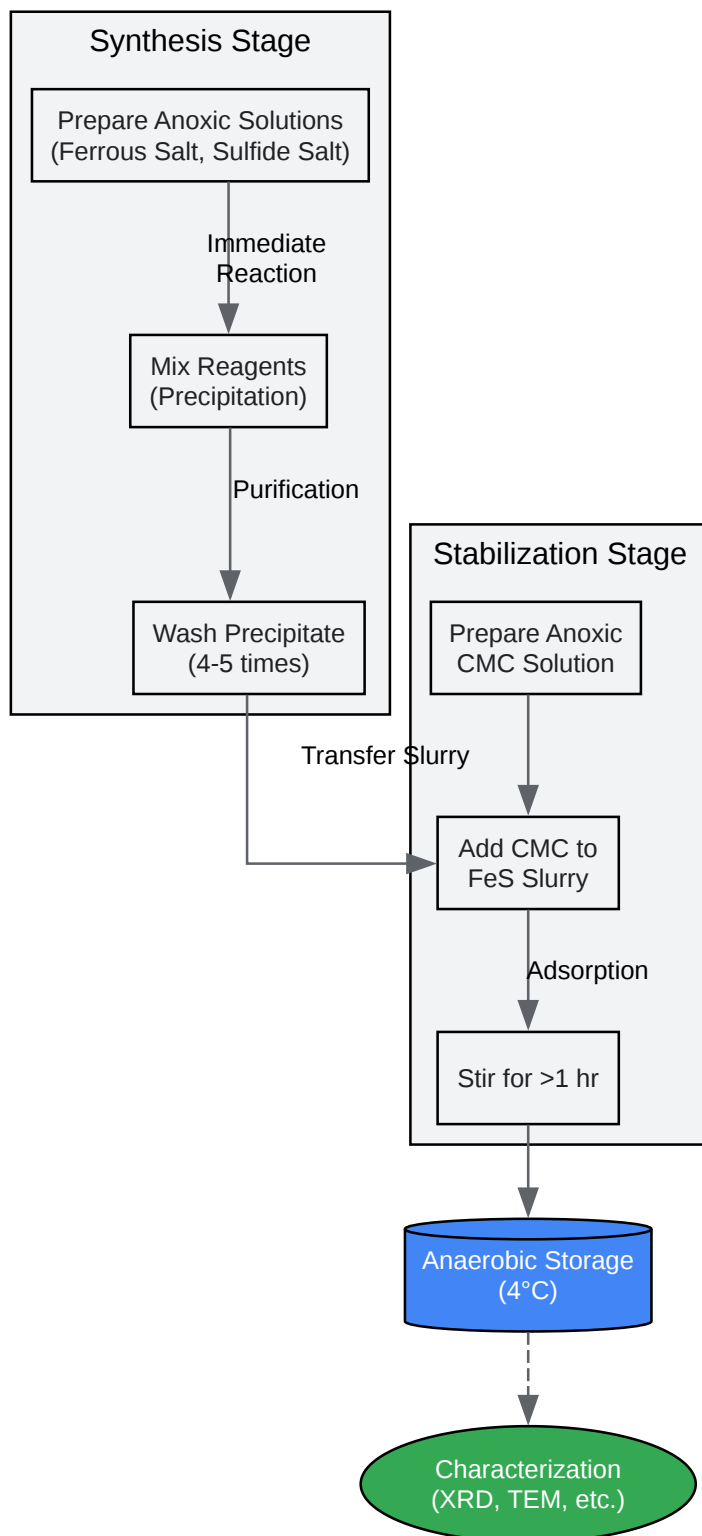 Synthesis Stage
Prepare Anoxic Solutions
(Ferrous Salt, Sulfide Salt)
Immediate
Reaction
Mix Reagents
(Precipitation)
Purification
Wash Precipitate
(4-5 times)
Transfer Slurry
Stabilization Stage
Prepare Anoxic
CMC Solution
Add CMC to
FeS Slurry
Adsorption
Stir for >1 hr
Anaerobic Storage
(4°C)
Characterization
(XRD, TEM, etc.)